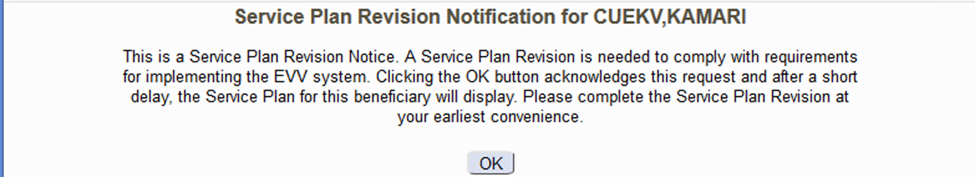 Service Plan Revision Notification for CUEKV,KAMARI
This is a Service Plan Revision Notice. A Service Plan Revision is needed to comply with requirements
for implementing the EVV system. Clicking the OK button acknowledges this request and after a short
delay, the Service Plan for this beneficiary will display. Please complete the Service Plan Revision at
your earliest convenience.
OK